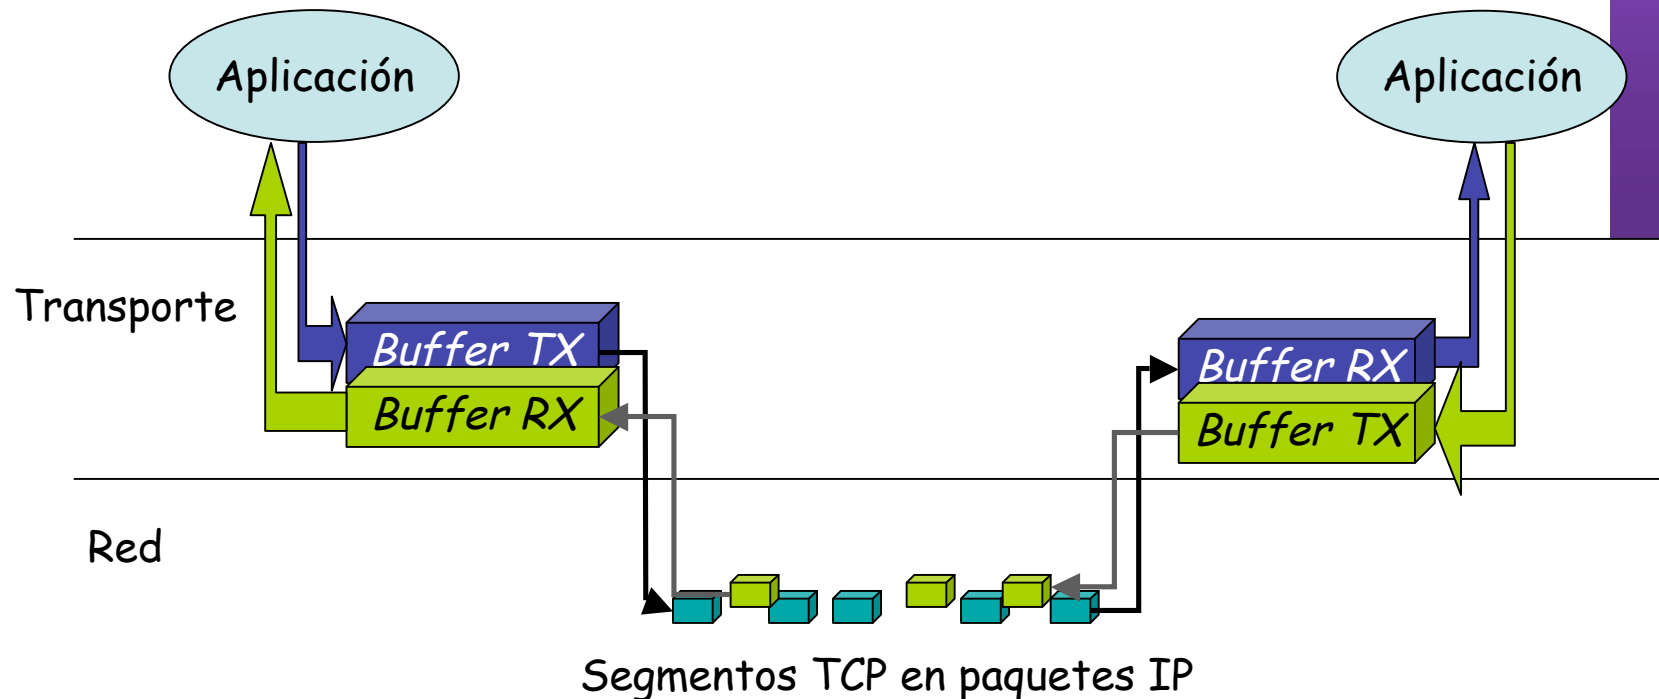 Aplicación
Aplicación
Transporte
Buffer TX
Buffer RX
Buffer RX
Buffer TX
Red
Segmentos TCP en paquetes IP